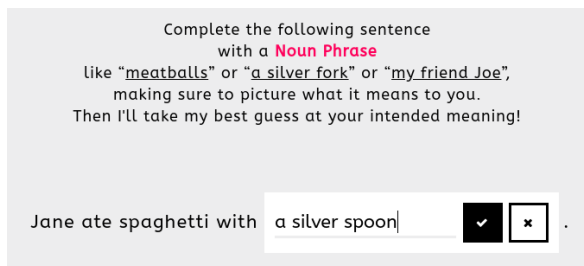 Complete the following sentence
with a Noun Phrase
like “meatballs” or “a silver fork” or “my friend Joe”,
making sure to picture what it means to you.
Then I'll take my best guess at your intended meaning!
Jane ate spaghetti with a silver spoon .